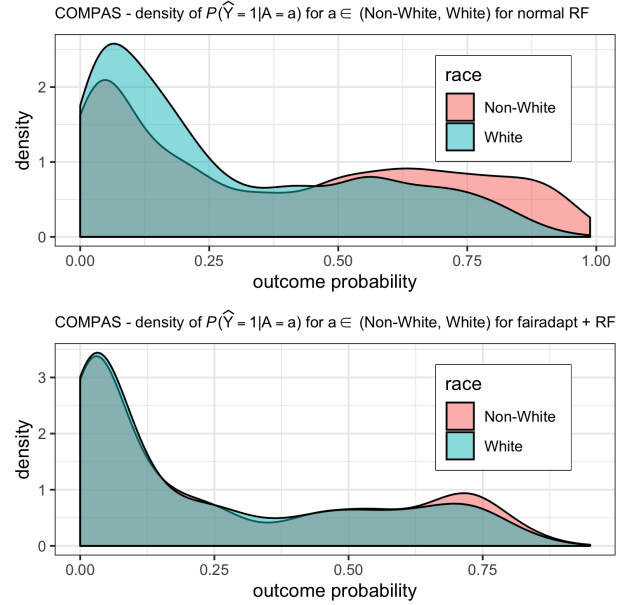 COMPAS - density of P(Ŷ = 1|A = a) for a ∈ (Non-White, White) for normal RF
density
2
1
0
race
Non-White
White
0.00 0.25 0.50 0.75 1.00
outcome probability
COMPAS - density of P(Ŷ = 1|A = a) for a ∈ (Non-White, White) for fairadapt + RF
density
3
2
1
0
race
Non-White
White
0.00 0.25 0.50 0.75
outcome probability